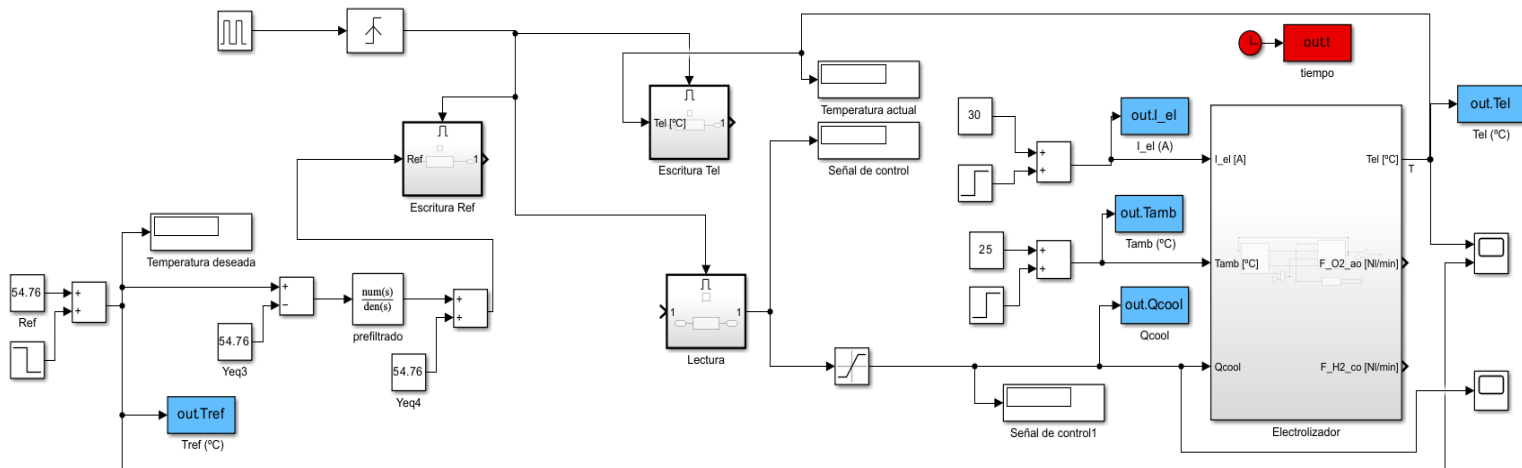 out.t
tiempo
Tel [ºC]
1
Escritura Tel
Temperatura actual
Señal de control
30
out.I_el
I_el (A)
out.Tel
Tel (ºC)
I_el [A]
Tel [ºC]
T
Ref
1
Escritura Ref
out.Tamb
Tamb (ºC)
25
Tamb [ºC]
F_O2_ao [Nl/min]
Temperatura deseada
54.76
Ref
num(s)
den(s)
prefiltrado
54.76
Yeq3
54.76
Yeq4
1
1
Lectura
out.Qcool
Qcool
Qcool
F_H2_co [Nl/min]
Electrolizador
Señal de control1
out.Tref
Tref (ºC)